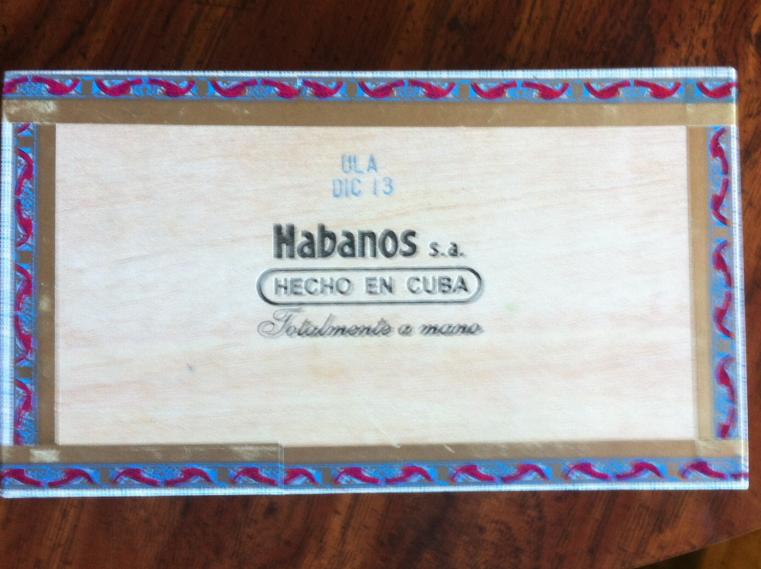 ULA
DIC 13
Habanos s.a.
HECHO EN CUBA
Totalmente a mano